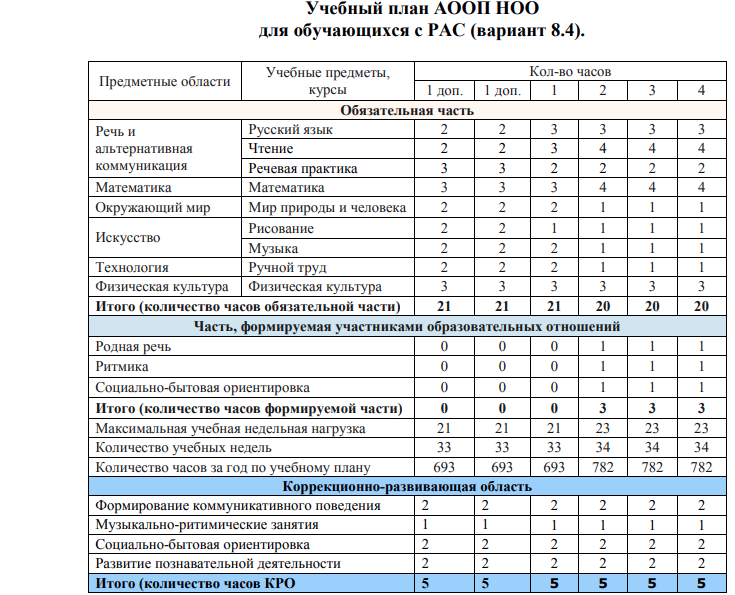 Учебный план АООП НОО
для обучающихся с РАС (вариант 8.4).
Предметные области Учебные предметы, курсы Кол-во часов
1 доп. 1 доп. 1 2 3 4
Обязательная часть
Речь и альтернативная коммуникация Русский язык 2 2 3 3 3 3
Чтение 2 2 3 4 4 4
Речевая практика 3 3 2 2 2 2
Математика Математика 3 3 3 4 4 4
Окружающий мир Мир природы и человека 2 2 2 1 1 1
Искусство Рисование 2 2 1 1 1 1
Музыка 2 2 2 1 1 1
Технология Ручной труд 2 2 2 1 1 1
Физическая культура Физическая культура 3 3 3 3 3 3
Итого (количество часов обязательной части) 21 21 21 20 20 20
Часть, формируемая участниками образовательных отношений
Родная речь 0 0 0 1 1 1
Ритмика 0 0 0 1 1 1
Социально-бытовая ориентировка 0 0 0 1 1 1
Итого (количество часов формируемой части) 0 0 0 3 3 3
Максимальная учебная недельная нагрузка 21 21 21 23 23 23
Количество учебных недель 33 33 33 34 34 34
Количество часов за год по учебному плану 693 693 693 782 782 782
Коррекционно-развивающая область
Формирование коммуникативного поведения 2 2 2 2 2 2
Музыкально-ритимические занятия 1 1 1 1 1 1
Социально-бытовая ориентировка 2 2 2 2 2 2
Развитие познавательной деятельности 2 2 2 2 2 2
Итого (количество часов КРО 5 5 5 5 5 5